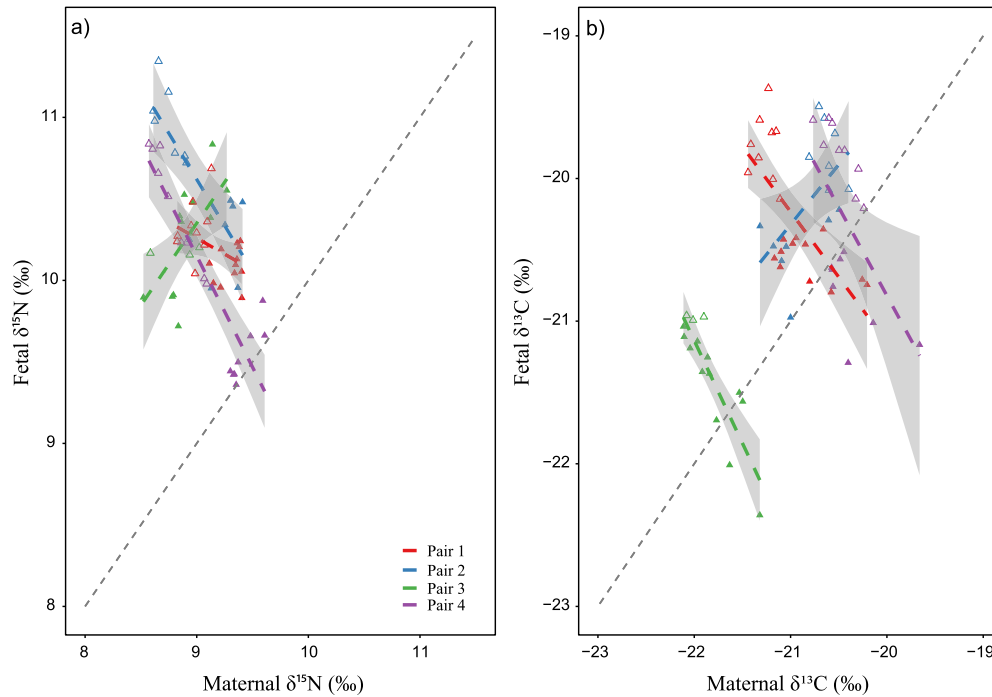 a)
11
10
9
8
8
9
10
11
Fetal δ¹⁵N (‰)
Maternal δ¹⁵N (‰)
Pair 1
Pair 2
Pair 3
Pair 4
b)
−19
−20
−21
−22
−23
−23
−22
−21
−20
−19
Fetal δ¹³C (‰)
Maternal δ¹³C (‰)